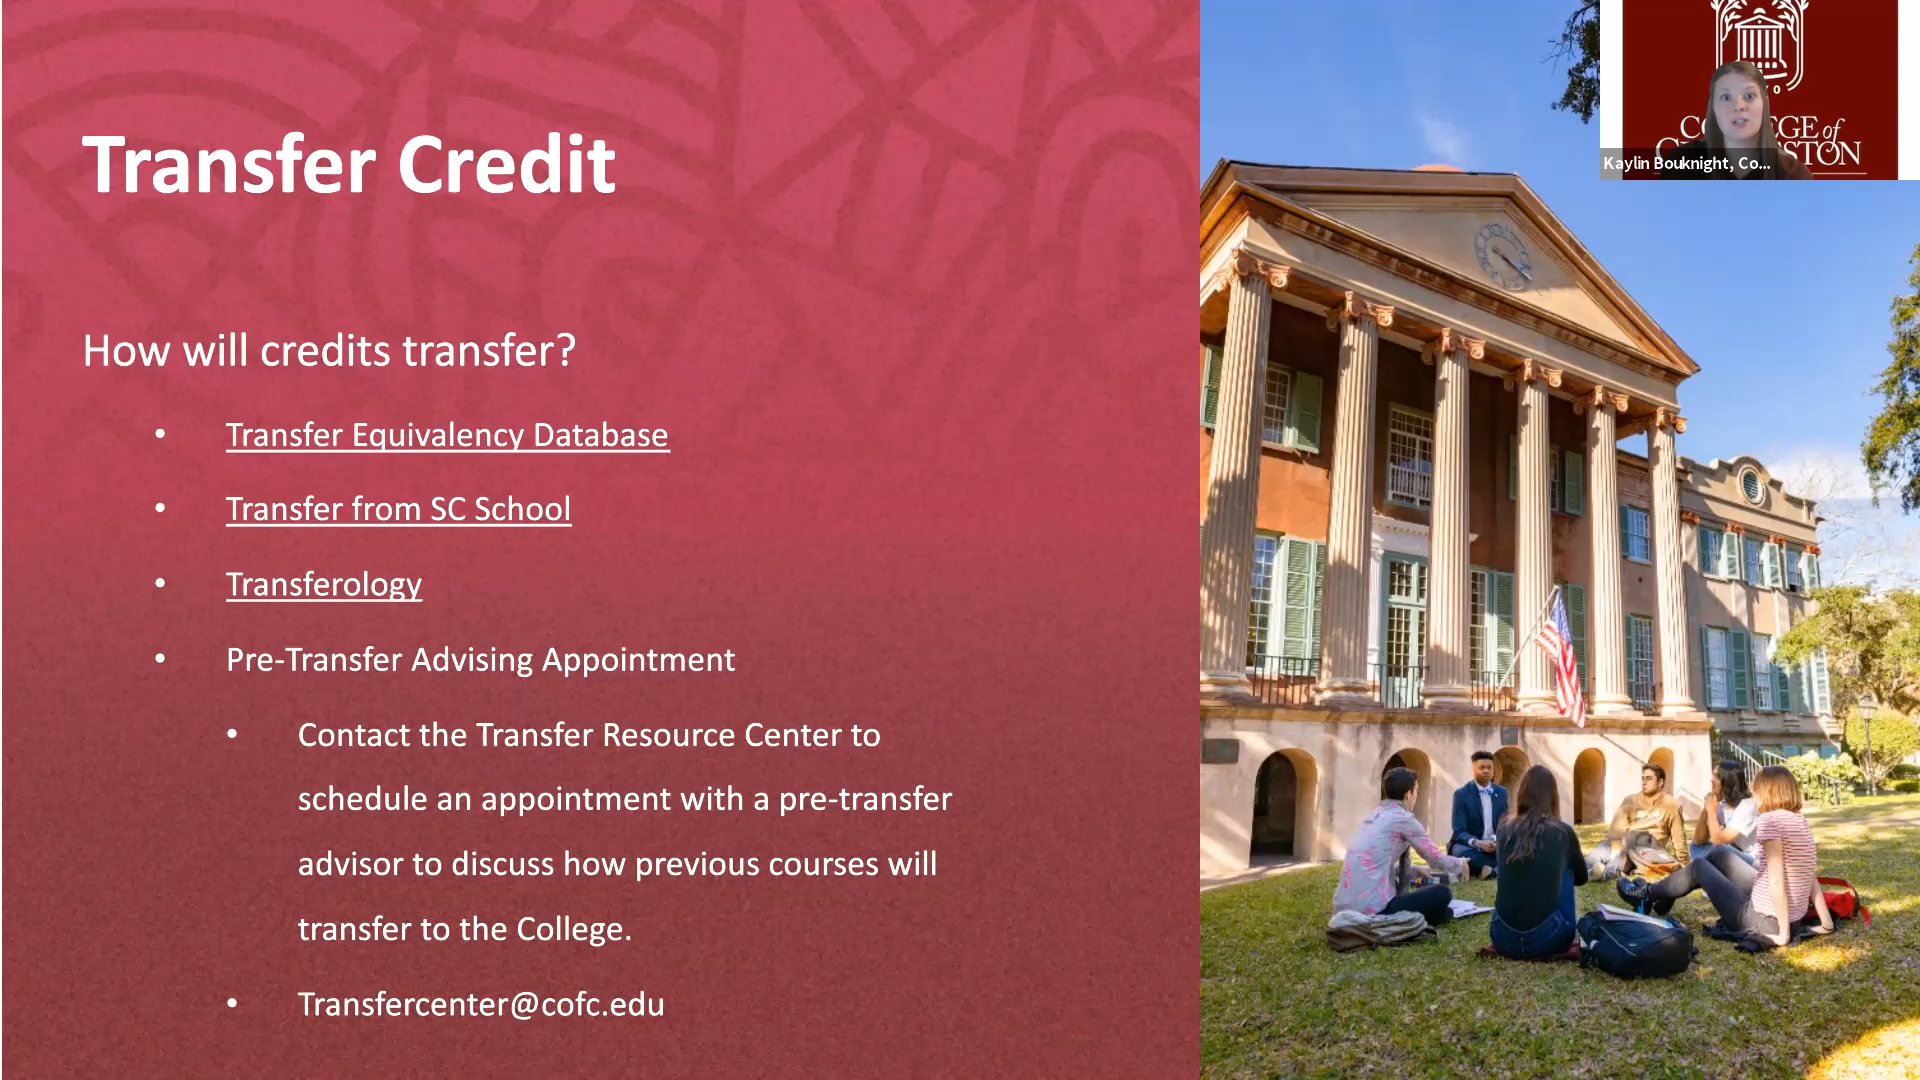 Transfer Credit
How will credits transfer?
• Transfer Equivalency Database
• Transfer from SC School
• Transferology
• Pre-Transfer Advising Appointment
• Contact the Transfer Resource Center to
schedule an appointment with a pre-transfer
advisor to discuss how previous courses will
transfer to the College.
• Transfercenter@cofc.edu
of
Kaylin Bouknight, Co...